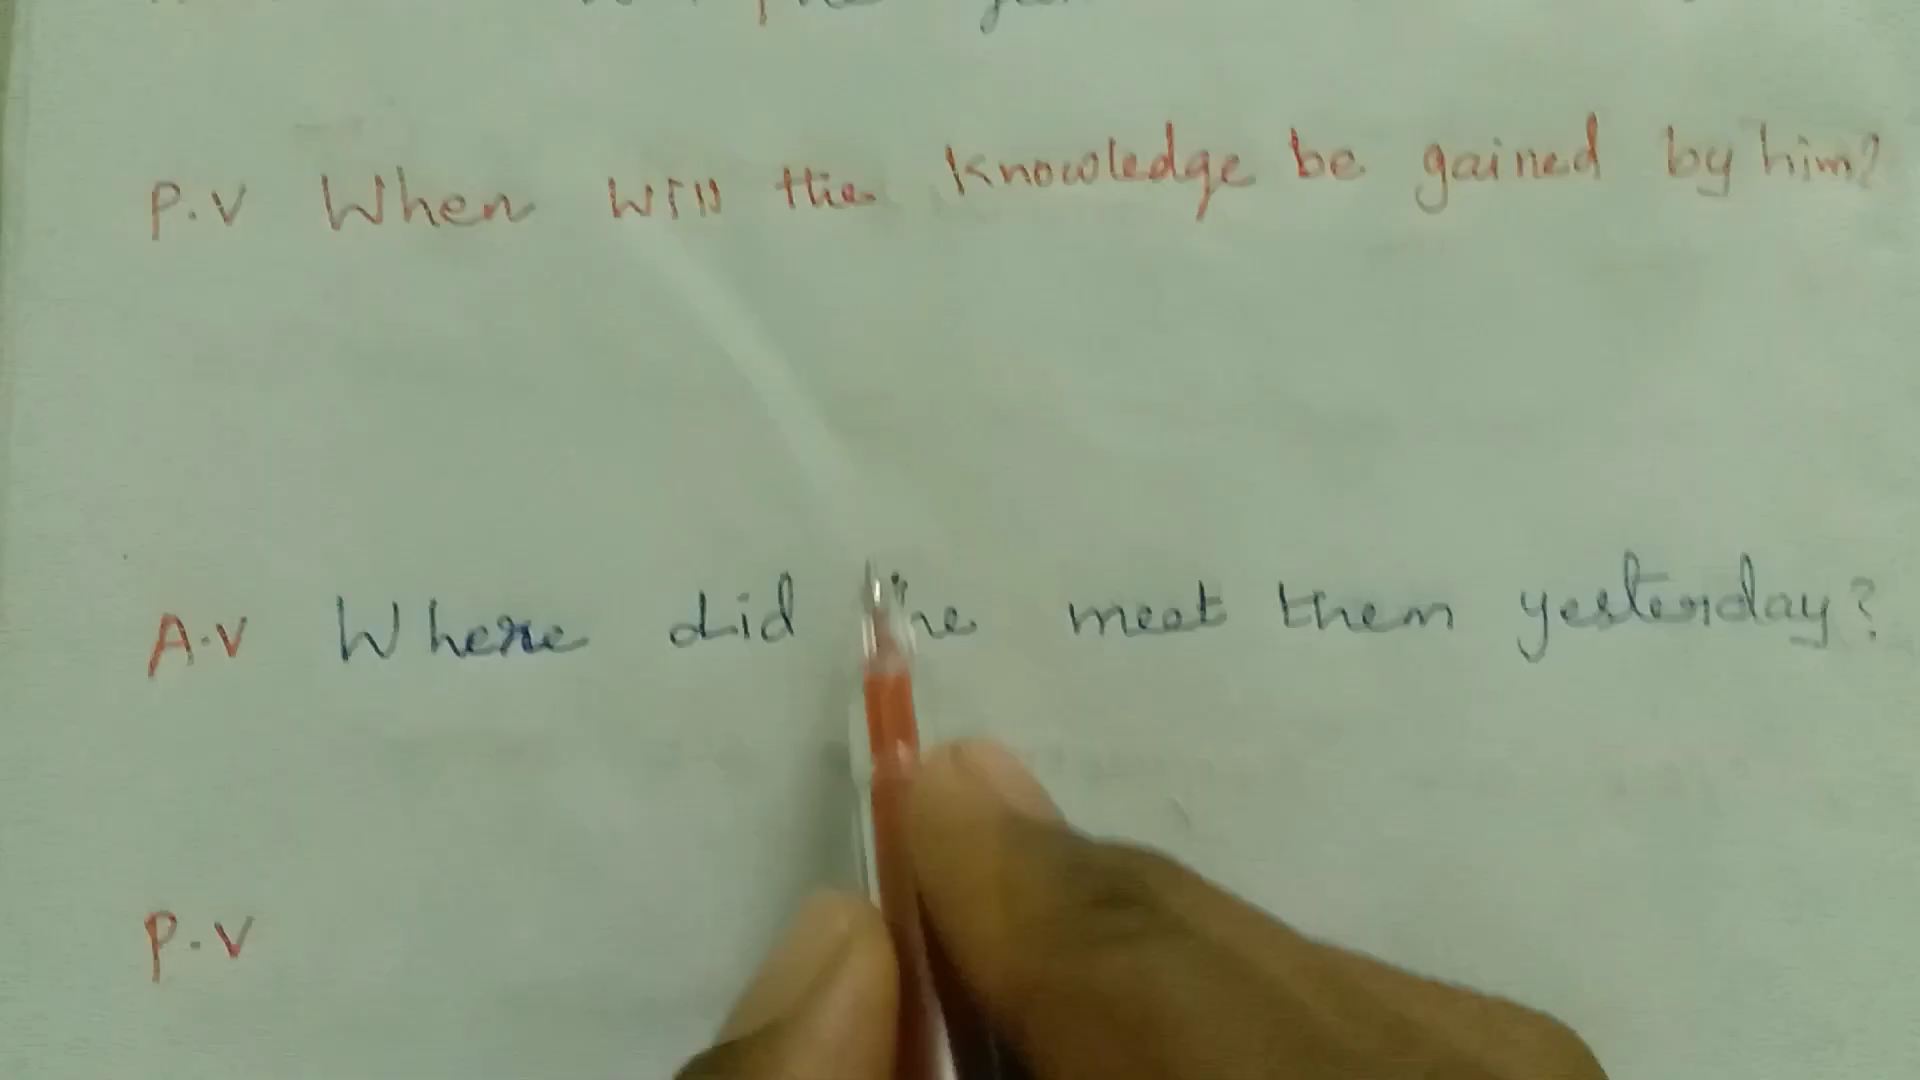 P.V When will the knowledge be gained by him?
A.V Where did he meet them yesterday?
P.V